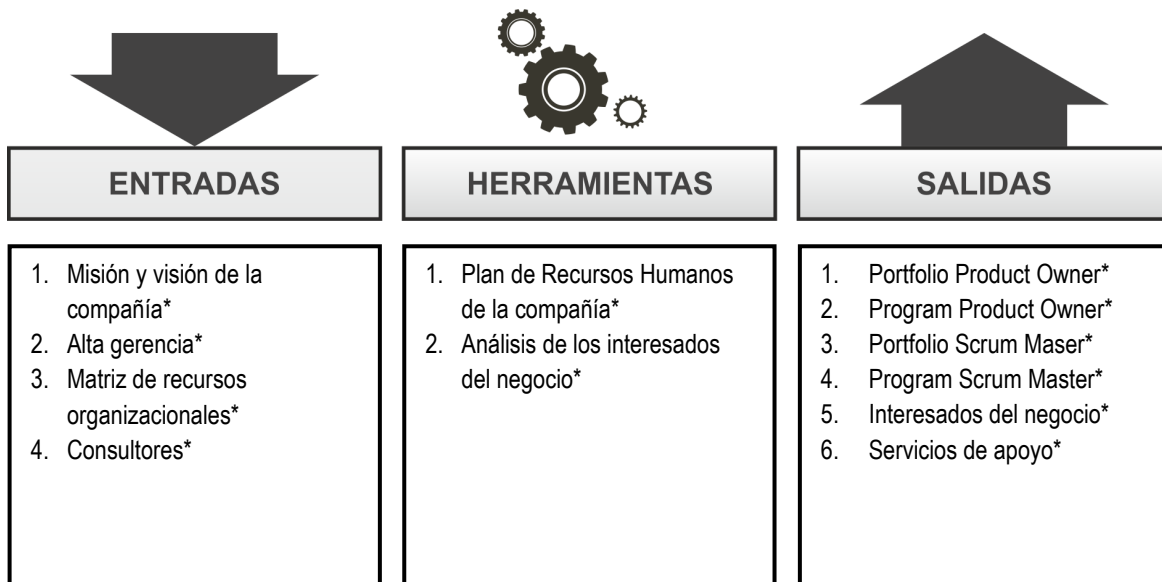 ENTRADAS
HERRAMIENTAS
SALIDAS
1. Misión y visión de la
compañía*
2. Alta gerencia*
3. Matriz de recursos
organizacionales*
4. Consultores*
1. Plan de Recursos Humanos
de la compañía*
2. Análisis de los interesados
del negocio*
1. Portfolio Product Owner*
2. Program Product Owner*
3. Portfolio Scrum Maser*
4. Program Scrum Master*
5. Interesados del negocio*
6. Servicios de apoyo*